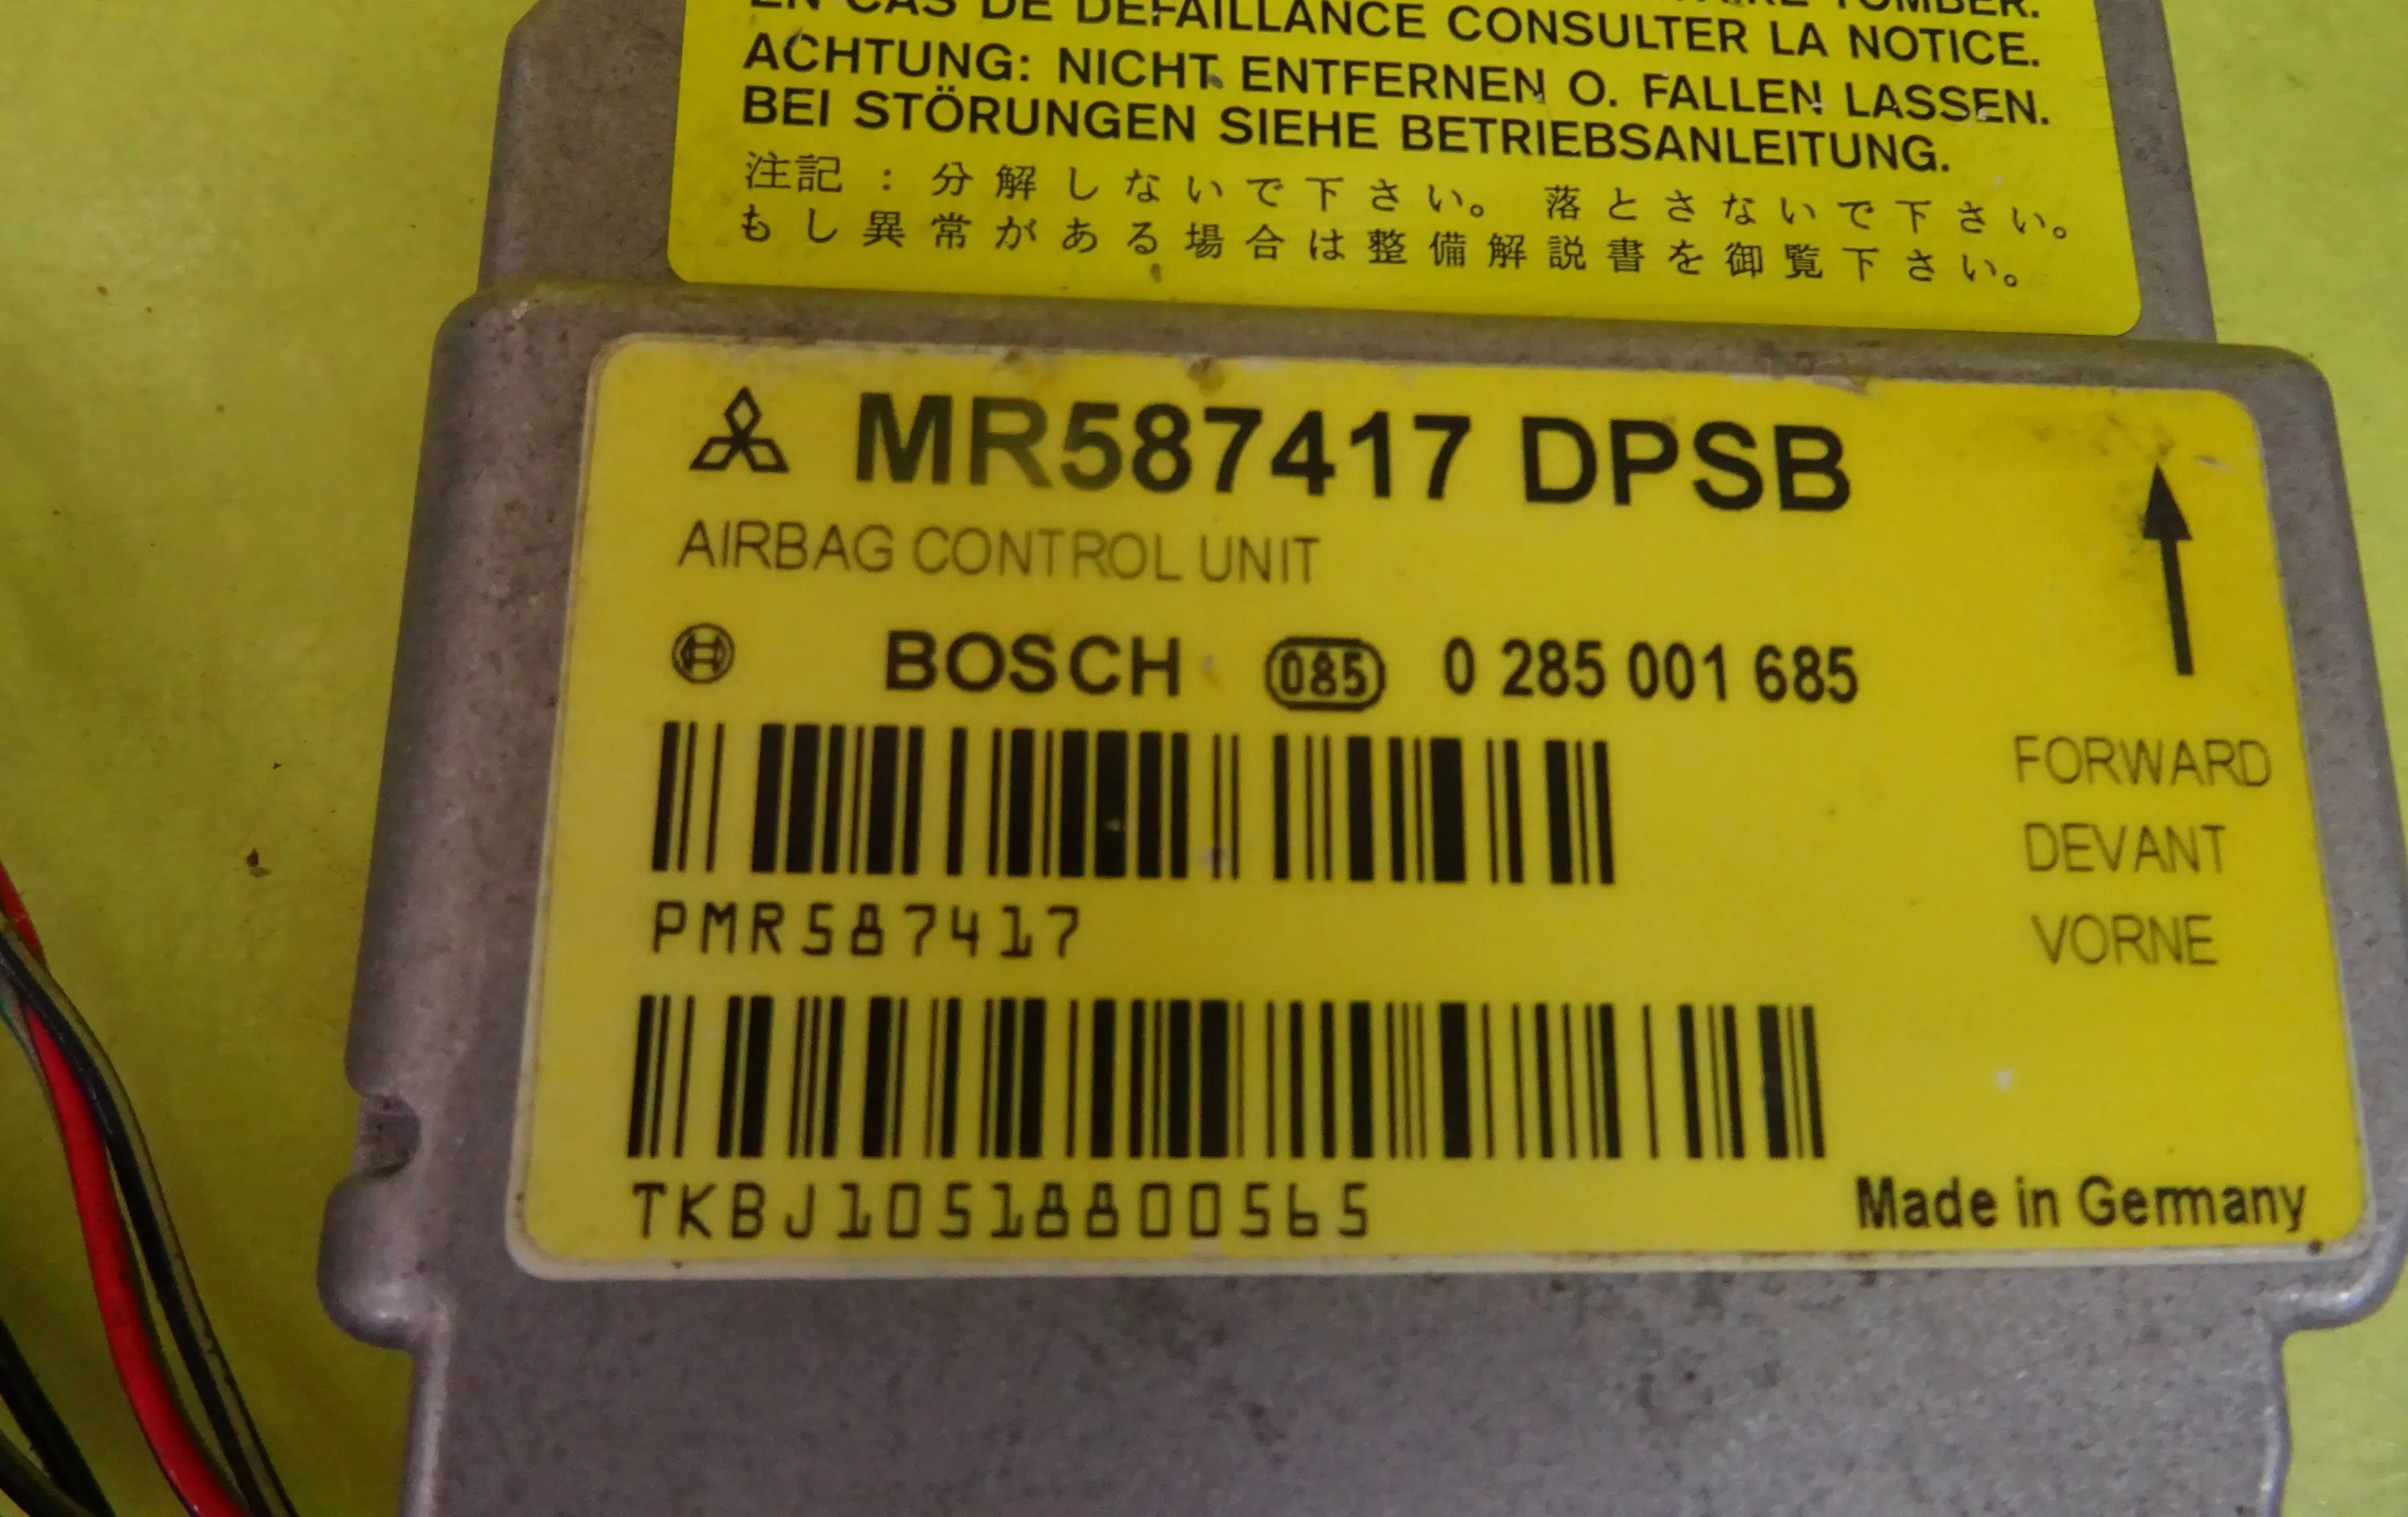 EN CAS DE DEFAILLANCE CONSULTER LA NOTICE.
ACHTUNG: NICHT ENTFERNEN O. FALLEN LASSEN.
BEI STÖRUNGEN SIEHE BETRIEBSANLEITUNG.
注記：分解しないで下さい。 落とさないで下さい。
もし異常がある場合は整備解説書を御覧下さい。
MR587417 DPSB
AIRBAG CONTROL UNIT
BOSCH 085 0 285 001 685
PMR587417
FORWARD
DEVANT
VORNE
TKBJ10518800565
Made in Germany